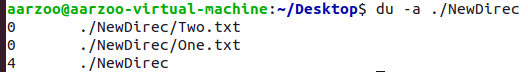 aarzoo@aarzoo-virtual-machine:~/Desktop$ du -a ./NewDirec
0 ./NewDirec/Two.txt
0 ./NewDirec/One.txt
4 ./NewDirec